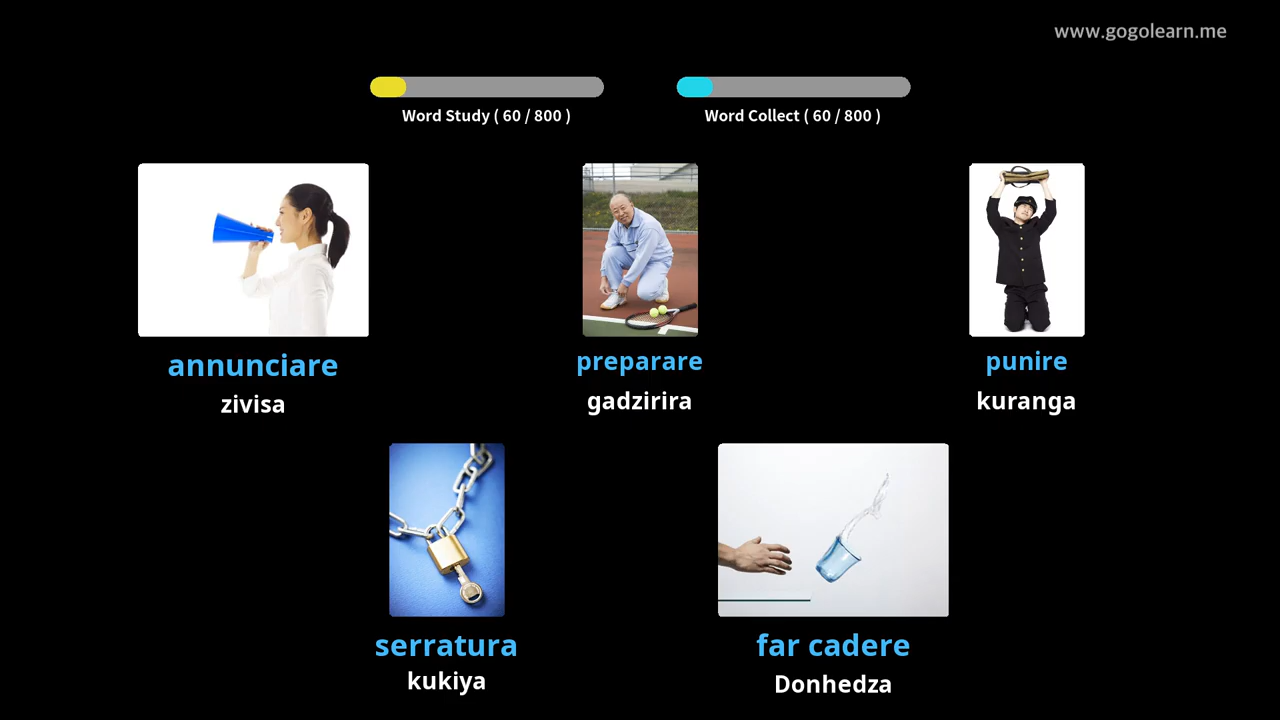 www.gogolearn.me
Word Study ( 60 / 800 )
Word Collect ( 60 / 800 )
annunciare
zivisa
preparare
gadzirira
punire
kuranga
serratura
kukiya
far cadere
Donhedza